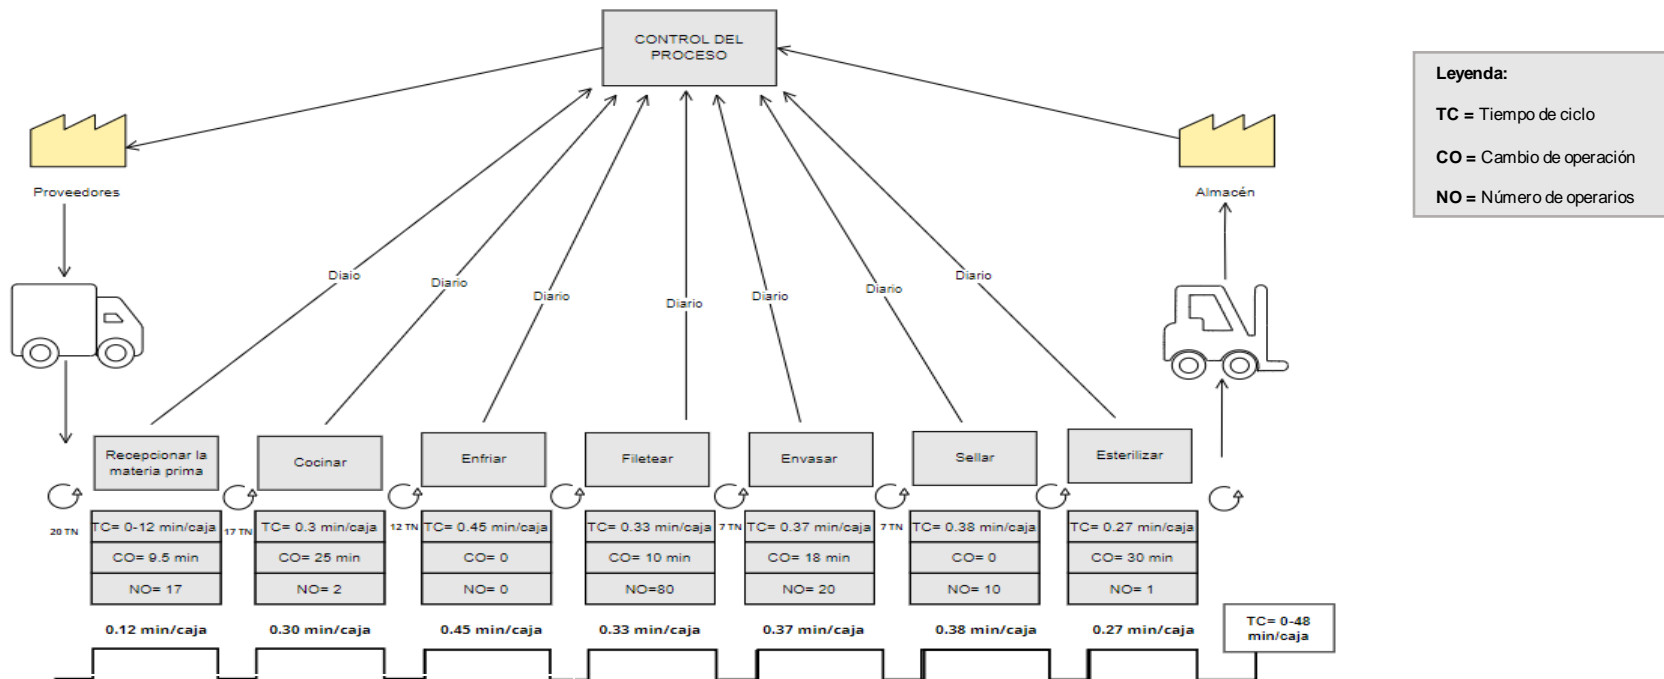 CONTROL DEL
PROCESO
Leyenda:
TC = Tiempo de ciclo
CO = Cambio de operación
NO = Número de operarios
Proveedores
Almacén
Diaio
Diario
Diario
Diario
Diario
Diario
Diario
Recepcionar la
materia prima
Cocinar
Enfriar
Filetear
Envasar
Sellar
Esterilizar
20 TN
17 TN
12 TN
7 TN
7 TN
TC= 0-12 min/caja
TC= 0.3 min/caja
TC= 0.45 min/caja
TC= 0.33 min/caja
TC= 0.37 min/caja
TC= 0.38 min/caja
TC= 0.27 min/caja
CO= 9.5 min
CO= 25 min
CO= 0
CO= 10 min
CO= 18 min
CO= 0
CO= 30 min
NO= 17
NO= 2
NO= 0
NO=80
NO= 20
NO= 10
NO= 1
0.12 min/caja
0.30 min/caja
0.45 min/caja
0.33 min/caja
0.37 min/caja
0.38 min/caja
0.27 min/caja
TC= 0-48
min/caja